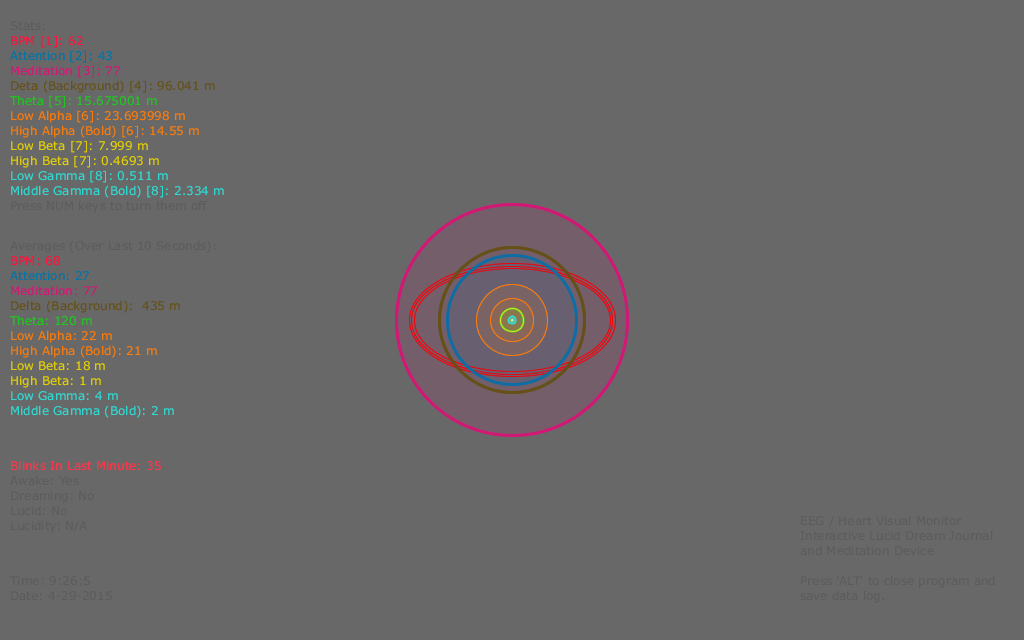 Stats:
BPM [1]: 62
Attention [2]: 43
Meditation [3]: 77
Deta (Background) [4]: 96.041 m
Theta [5]: 15.675001 m
Low Alpha [6]: 23.693998 m
High Alpha (Bold) [6]: 14.55 m
Low Beta [7]: 7.999 m
High Beta [7]: 0.4693 m
Low Gamma [8]: 0.511 m
Middle Gamma (Bold) [8]: 2.334 m
Press NUM keys to turn them off
Averages (Over Last 10 Seconds):
BPM: 68
Attention: 27
Meditation: 77
Delta (Background): 435 m
Theta: 120 m
Low Alpha: 22 m
High Alpha (Bold): 21 m
Low Beta: 18 m
High Beta: 1 m
Low Gamma: 4 m
Middle Gamma (Bold): 2 m
Blinks In Last Minute: 35
Awake: Yes
Dreaming: No
Lucid: No
Lucidity: N/A
Time: 9:26:5
Date: 4-29-2015
EEG / Heart Visual Monitor
Interactive Lucid Dream Journal
and Meditation Device
Press 'ALT' to close program and
save data log.